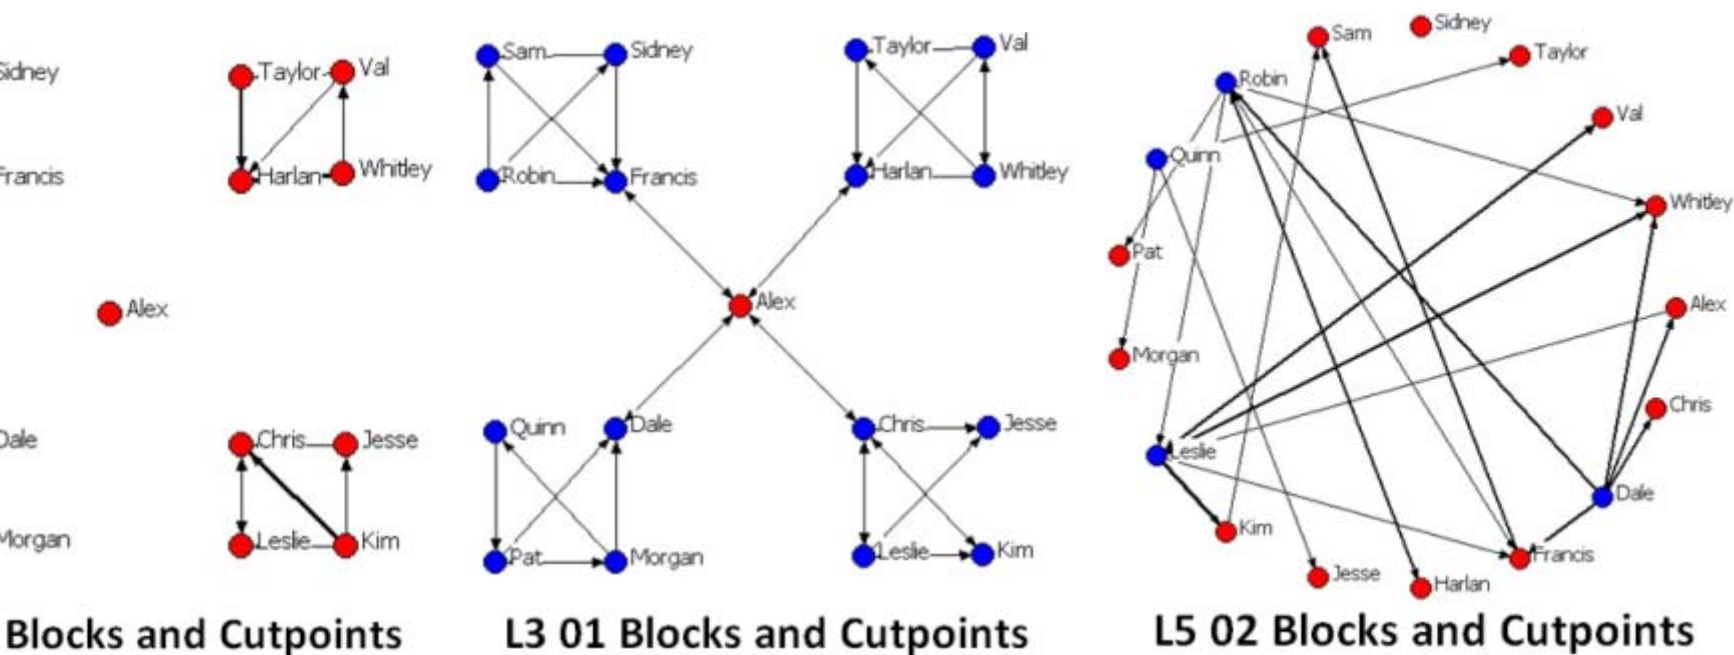 Sidney
Taylor
Val
Francis
Harlan
Whitley
Alex
Dale
Chris
Jesse
Morgan
Leslie
Kim
Blocks and Cutpoints
Sam
Sidney
Taylor
Val
Robin
Francis
Harlan
Whitley
Alex
Quinn
Dale
Chris
Jesse
Pat
Morgan
Leslie
Kim
L3 01 Blocks and Cutpoints
Sam
Sidney
Taylor
Robin
Val
Quinn
Whitley
Pat
Alex
Morgan
Chris
Leslie
Dale
Kim
Francis
Jesse
Harlan
L5 02 Blocks and Cutpoints